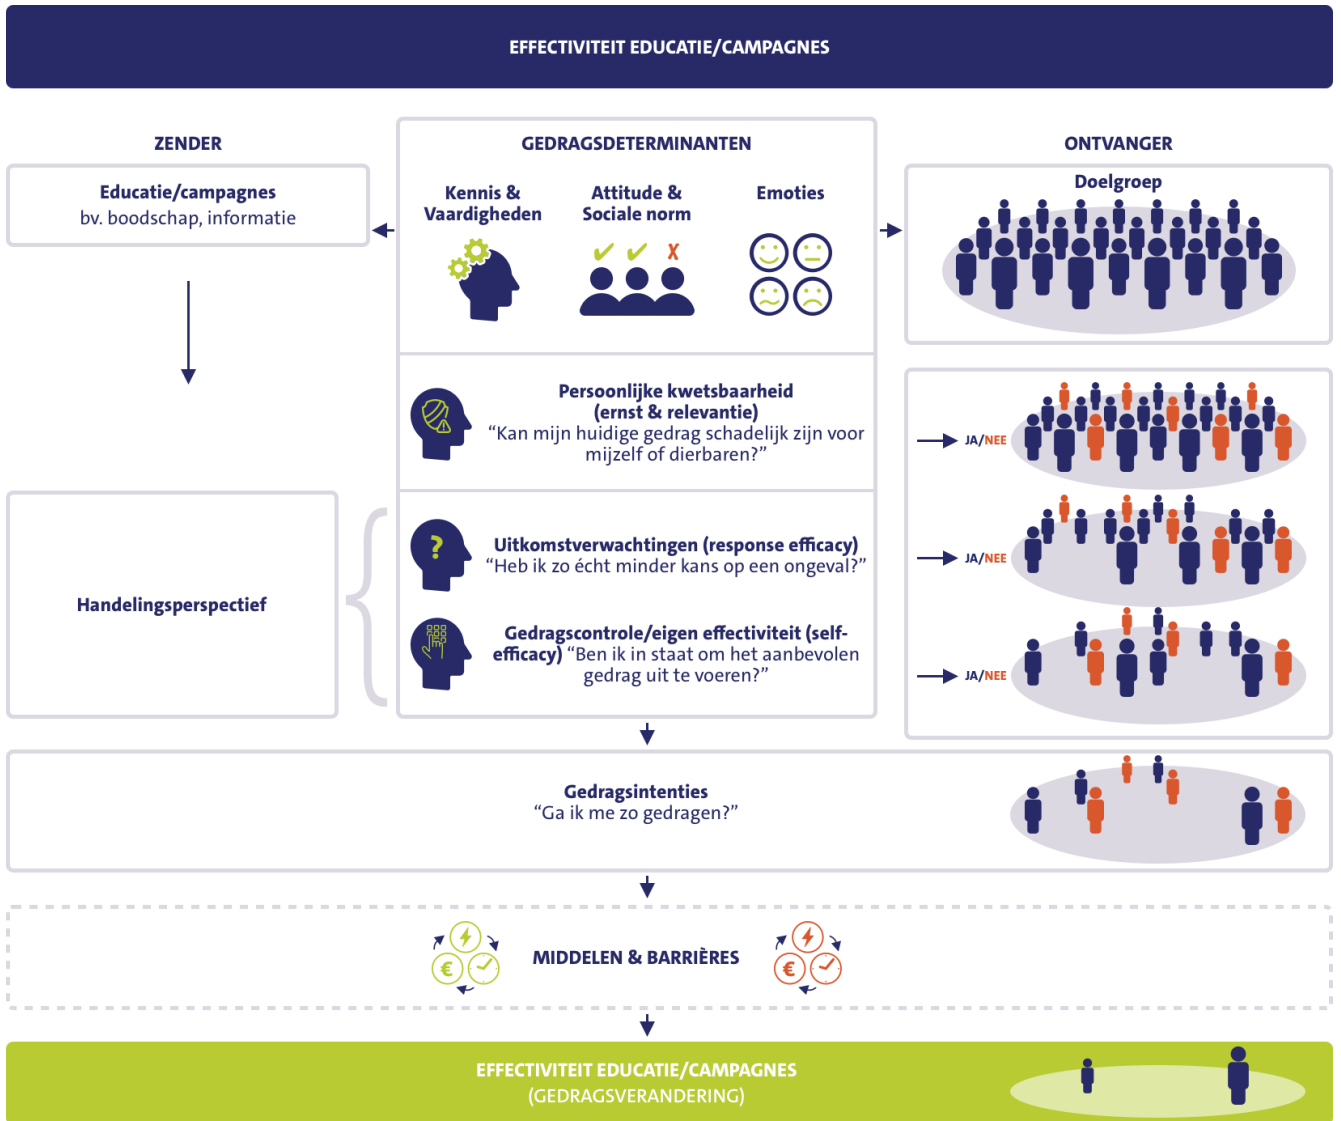 EFFECTIVITEIT EDUCATIE/CAMPAGNES
ZENDER
Educatie/campagnes
bv. boodschap, informatie
GEDRAGSDETERMINANTEN
Kennis &
Vaardigheden
Attitude &
Sociale norm
Emoties
ONTVANGER
Doelgroep
Persoonlijke kwetsbaarheid
(ernst & relevantie)
“Kan mijn huidige gedrag schadelijk zijn voor
mijzelf of dierbaren?”
JA/NEE
Handelingsperspectief
?
Uitkomstverwachtingen (response efficacy)
“Heb ik zo écht minder kans op een ongeval?”
JA/NEE
Gedragscontrole/eigen effectiviteit (self-
efficacy) “Ben ik in staat om het aanbevolen
gedrag uit te voeren?”
JA/NEE
Gedragsintenties
“Ga ik me zo gedragen?”
€
MIDDELEN & BARRIÈRES
€
EFFECTIVITEIT EDUCATIE/CAMPAGNES
(GEDRAGSVERANDERING)